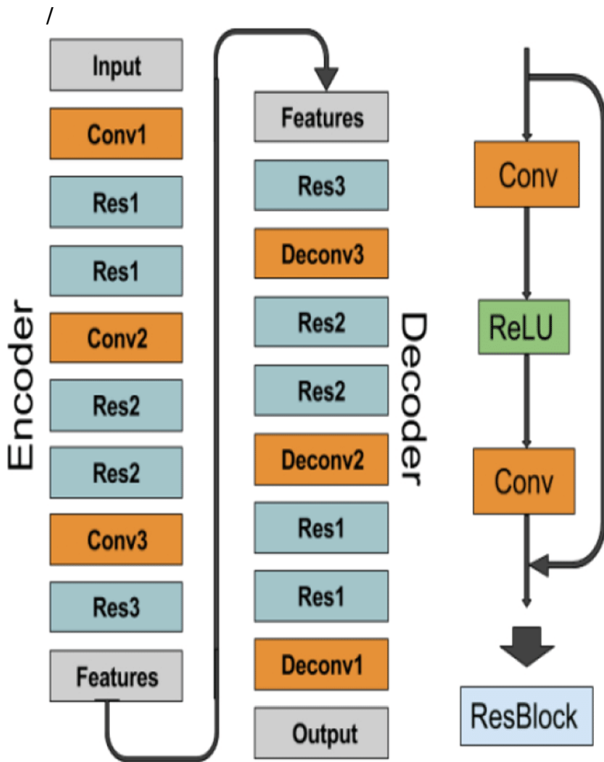 /
Input
Conv1
Res1
Res1
Conv2
Res2
Res2
Conv3
Res3
Features
Encoder
Features
Res3
Deconv3
Res2
Res2
Deconv2
Res1
Res1
Deconv1
Output
Decoder
Conv
ReLU
Conv
ResBlock